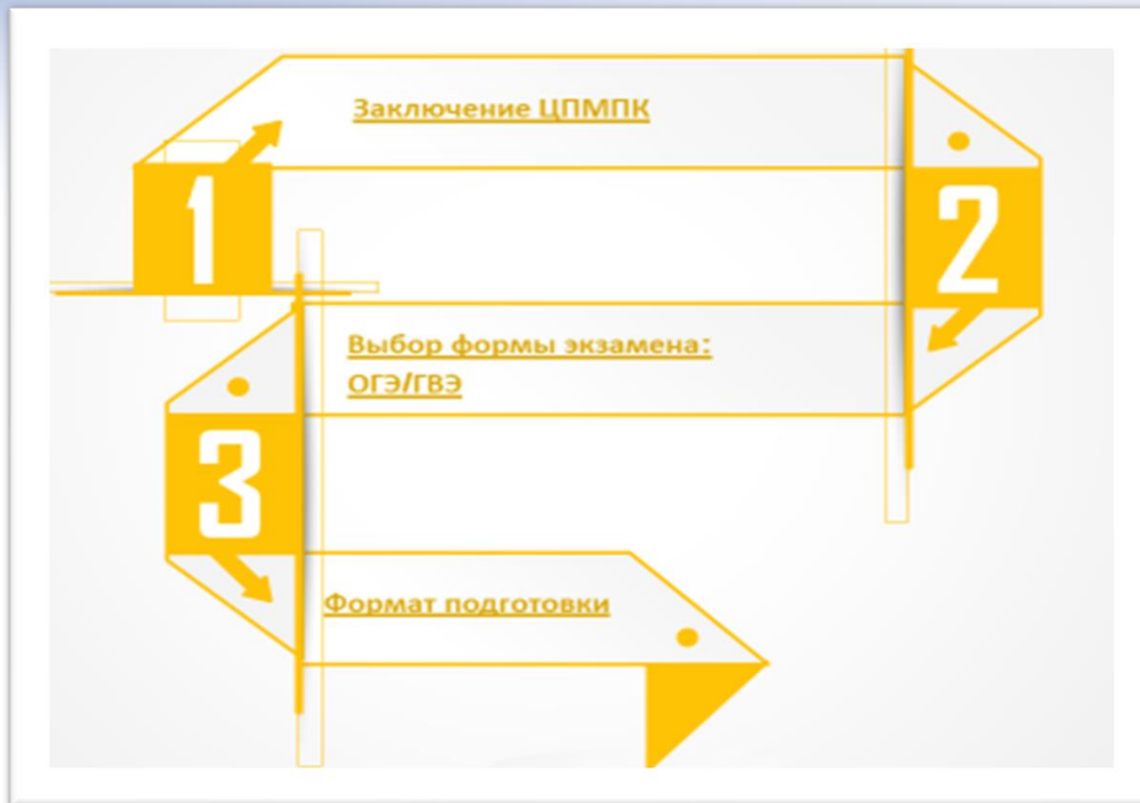 1
Заключение ЦПМПК
2
Выбор формы экзамена:
ОГЭ/ГВЭ
3
Формат подготовки